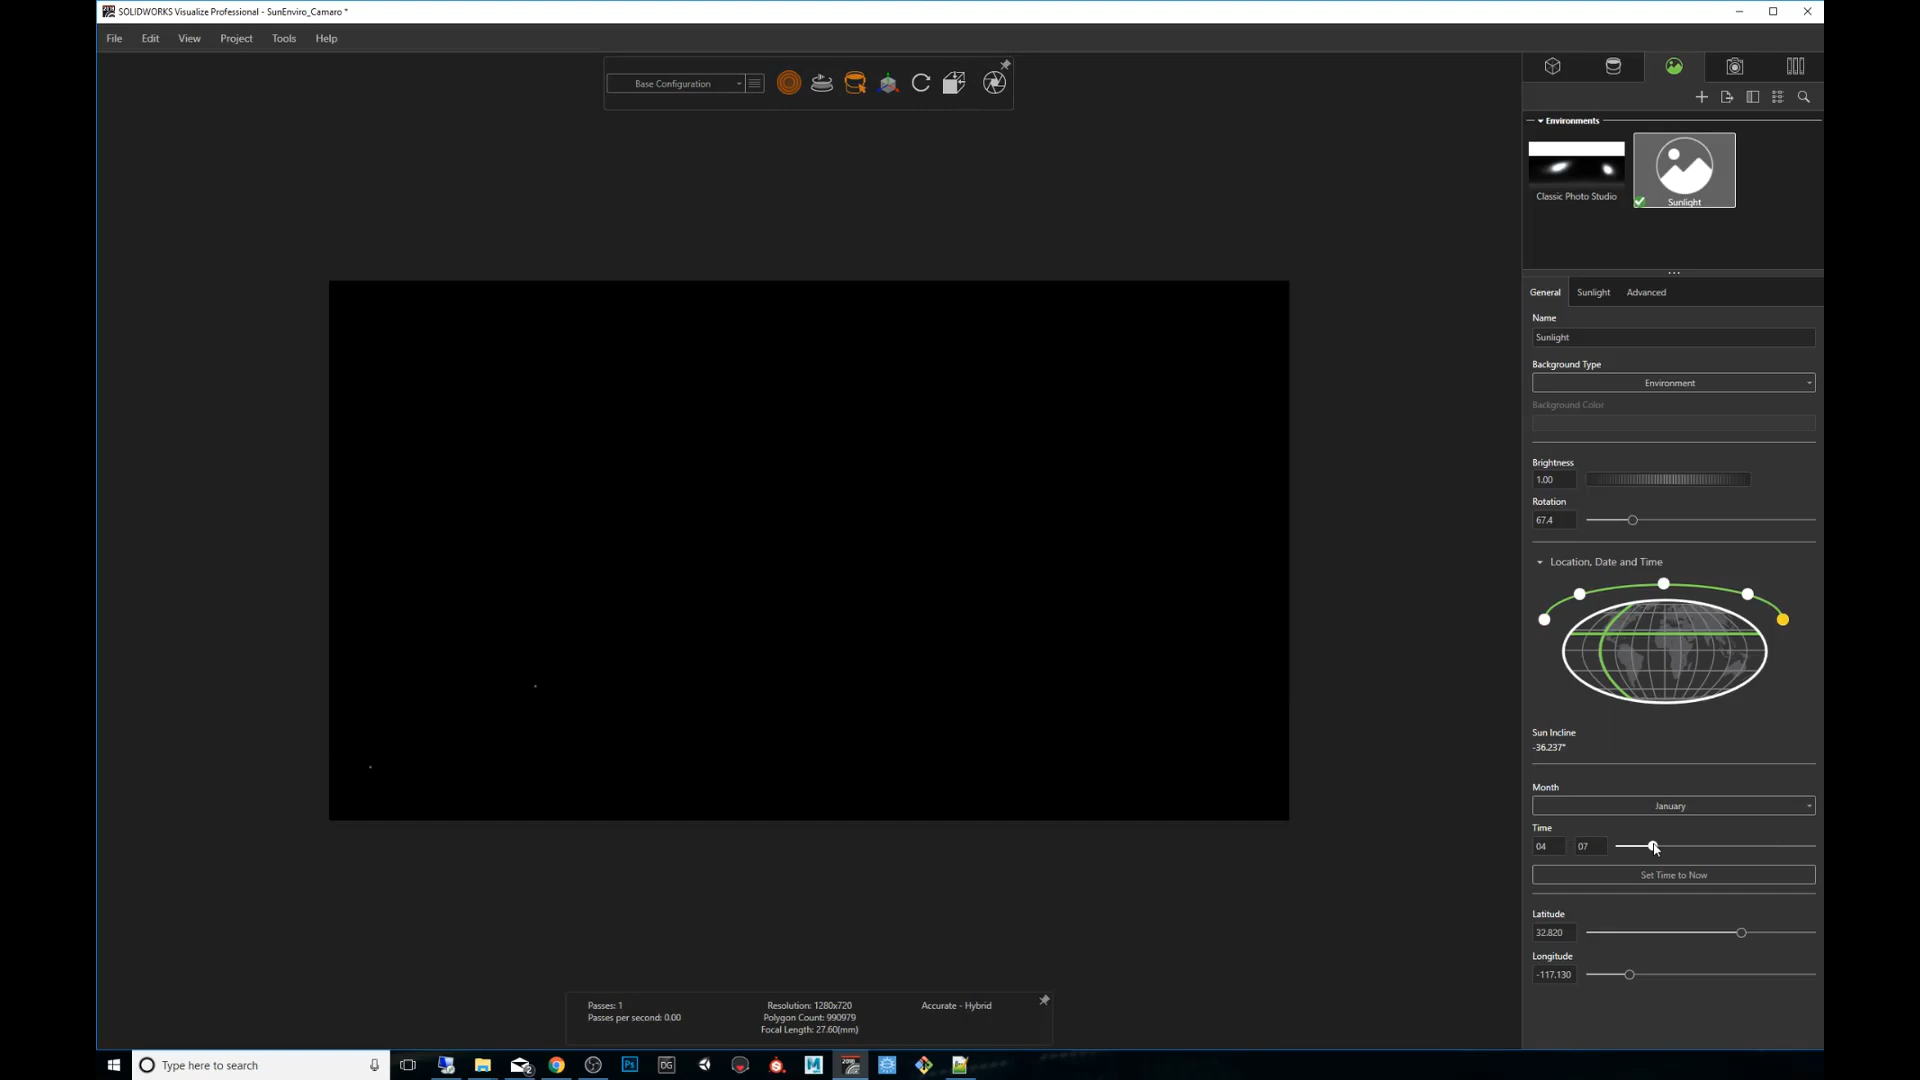 SOLIDWORKS Visualize Professional - SunEnviro_Camaro *
File Edit View Project Tools Help
Base Configuration
Environments
Classic Photo Studio
Sunlight
General Sunlight Advanced
Name
Sunlight
Background Type
Environment
Background Color
Brightness
1.00
Rotation
67.4
Location, Date and Time
Sun Incline
-36.237°
Month
January
Time
04 07
Set Time to Now
Latitude
32.820
Longitude
-117.130
Passes: 1 Resolution: 1280x720 Accurate - Hybrid
Passes per second: 0.00 Polygon Count: 990979
Focal Length: 27.60(mm)
Type here to search
2
Ps
DG
M
2018